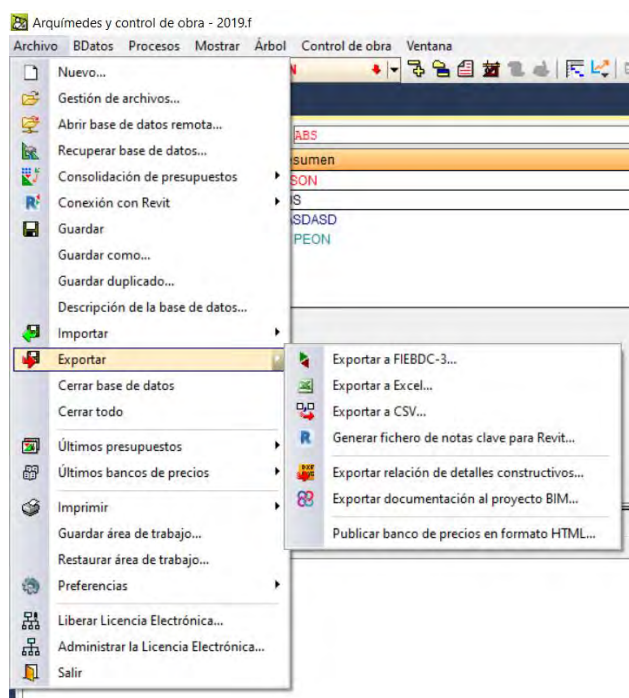 Arquímedes y control de obra - 2019.f
Archivo BDatos Procesos Mostrar Árbol Control de obra Ventana
Nuevo...
Gestión de archivos...
Abrir base de datos remota...
ABS
Recuperar base de datos...
sumen
Consolidación de presupuestos
SON
Conexión con Revit
Guardar
SDASD
PEON
Guardar como...
Guardar duplicado...
Descripción de la base de datos...
Importar
Exportar
Exportar a FIEBDC-3...
Cerrar base de datos
Exportar a Excel...
Cerrar todo
Exportar a CSV...
Generar fichero de notas clave para Revit...
Últimos presupuestos
Últimos bancos de precios
Exportar relación de detalles constructivos...
Exportar documentación al proyecto BIM...
Imprimir
Guardar área de trabajo...
Publicar banco de precios en formato HTML...
Restaurar área de trabajo...
Preferencias
Liberar Licencia Electrónica...
Administrar la Licencia Electrónica...
Salir